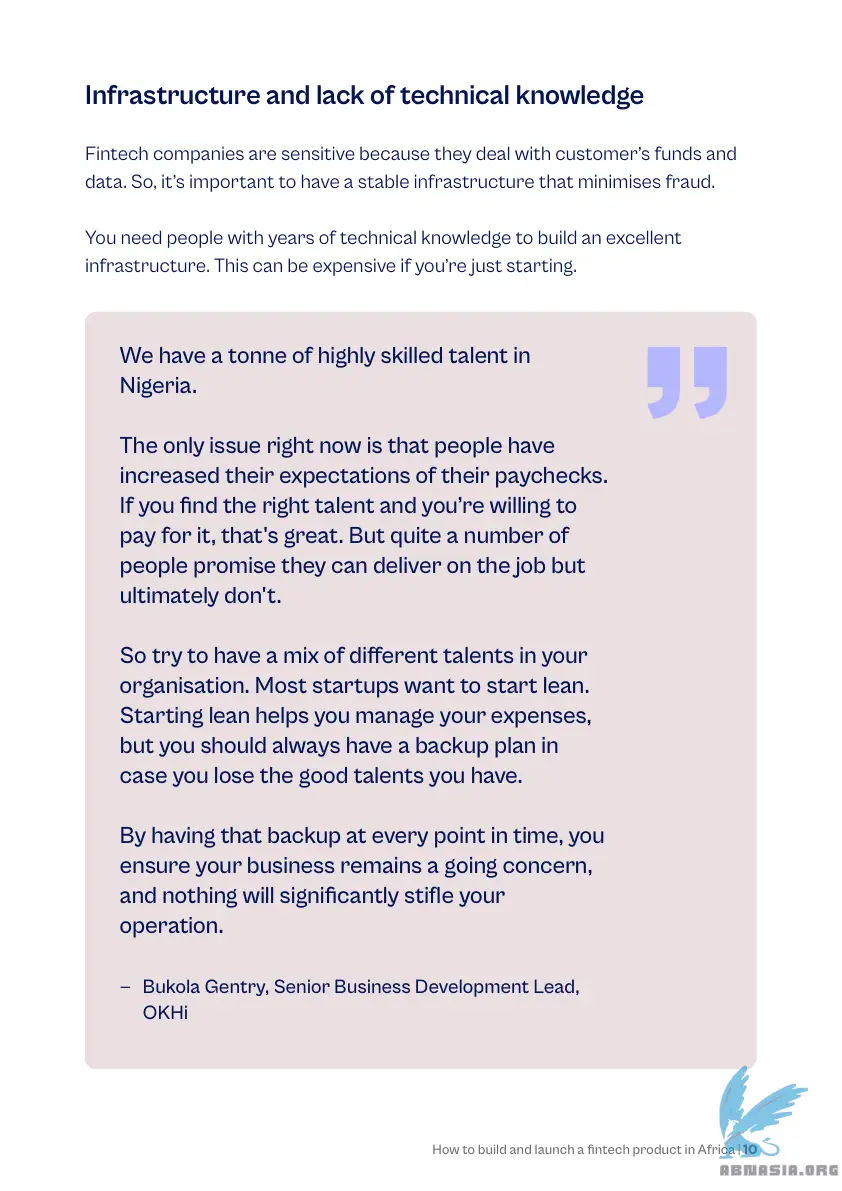 Infrastructure and lack of technical knowledge
Fintech companies are sensitive because they deal with customer’s funds and
data. So, it’s important to have a stable infrastructure that minimises fraud.
You need people with years of technical knowledge to build an excellent
infrastructure. This can be expensive if you’re just starting.
We have a tonne of highly skilled talent in
Nigeria.
The only issue right now is that people have
increased their expectations of their paychecks.
If you find the right talent and you’re willing to
pay for it, that's great. But quite a number of
people promise they can deliver on the job but
ultimately don't.
So try to have a mix of different talents in your
organisation. Most startups want to start lean.
Starting lean helps you manage your expenses,
but you should always have a backup plan in
case you lose the good talents you have.
By having that backup at every point in time, you
ensure your business remains a going concern,
and nothing will significantly stifle your
operation.
– Bukola Gentry, Senior Business Development Lead,
OKHi
How to build and launch a fintech product in Africa | 10
ABNASIA.ORG